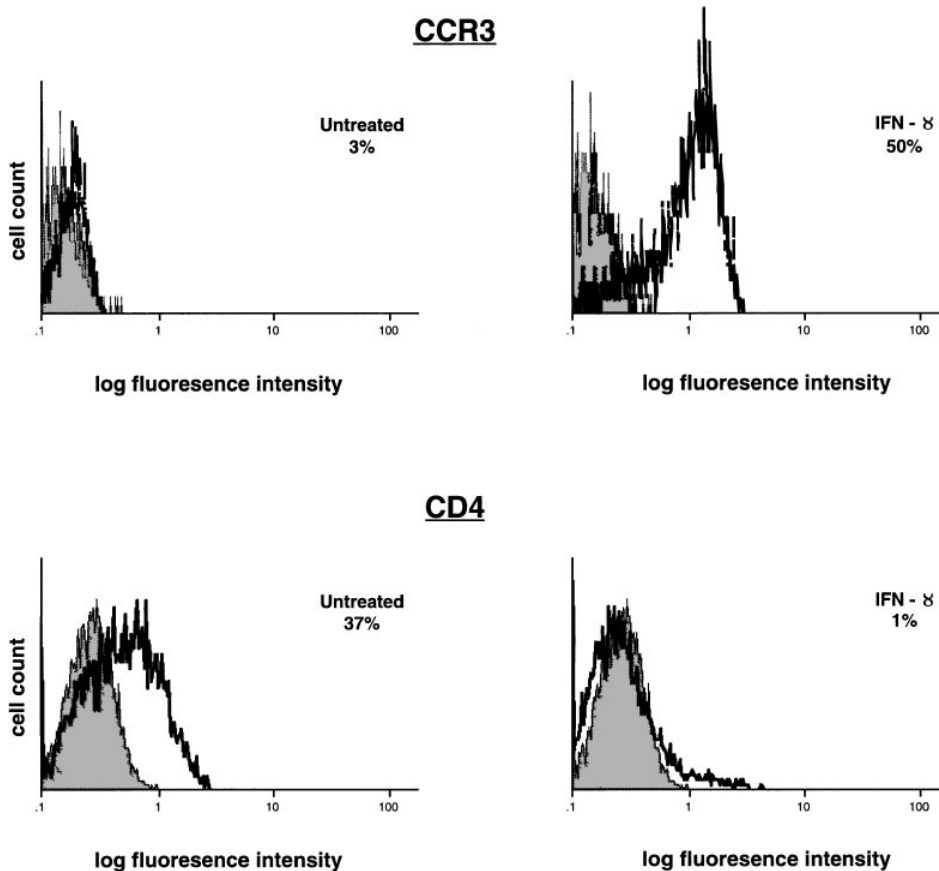 CCR3
Untreated
3%
IFN - ४
50%
cell count
.1 1 10 100
.1 1 10 100
log fluoresence intensity
log fluoresence intensity
CD4
Untreated
37%
IFN - ४
1%
cell count
.1 1 10 100
.1 1 10 100
log fluoresence intensity
log fluoresence intensity